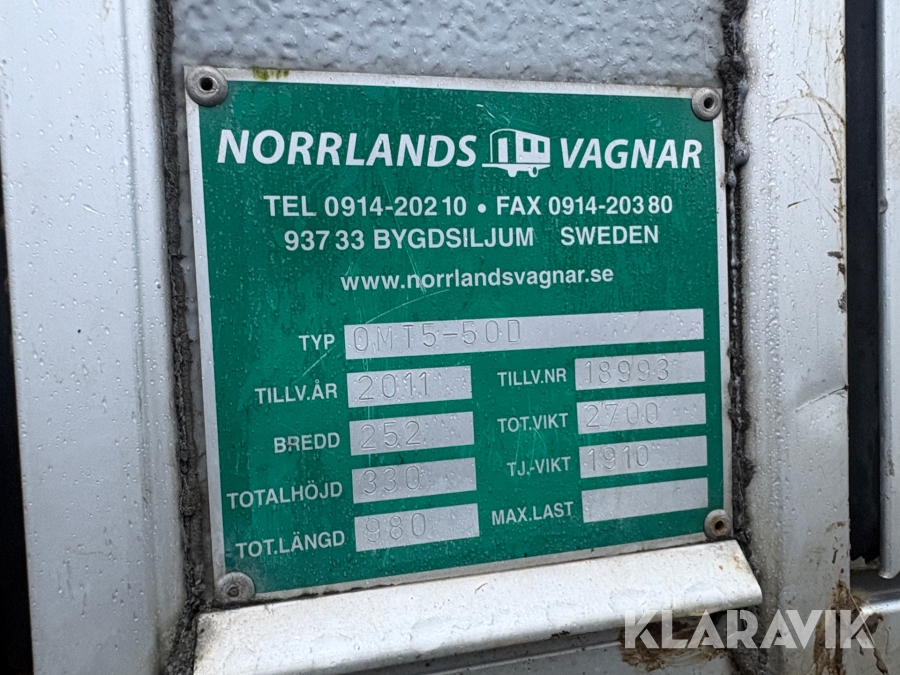 NORRLANDS VAGNAR
TEL 0914-202 10 • FAX 0914-203 80
937 33 BYGDSILJUM SWEDEN
www.norrlandsvagnar.se
TYP OMT5-50D
TILLV.ÅR 2011 TILLV.NR 18993
BREDD 252 TOT.VIKT 2700
TOTALHÖJD 330 TJ.-VIKT 1910
TOT.LÄNGD 980 MAX.LAST
KLARAVIK